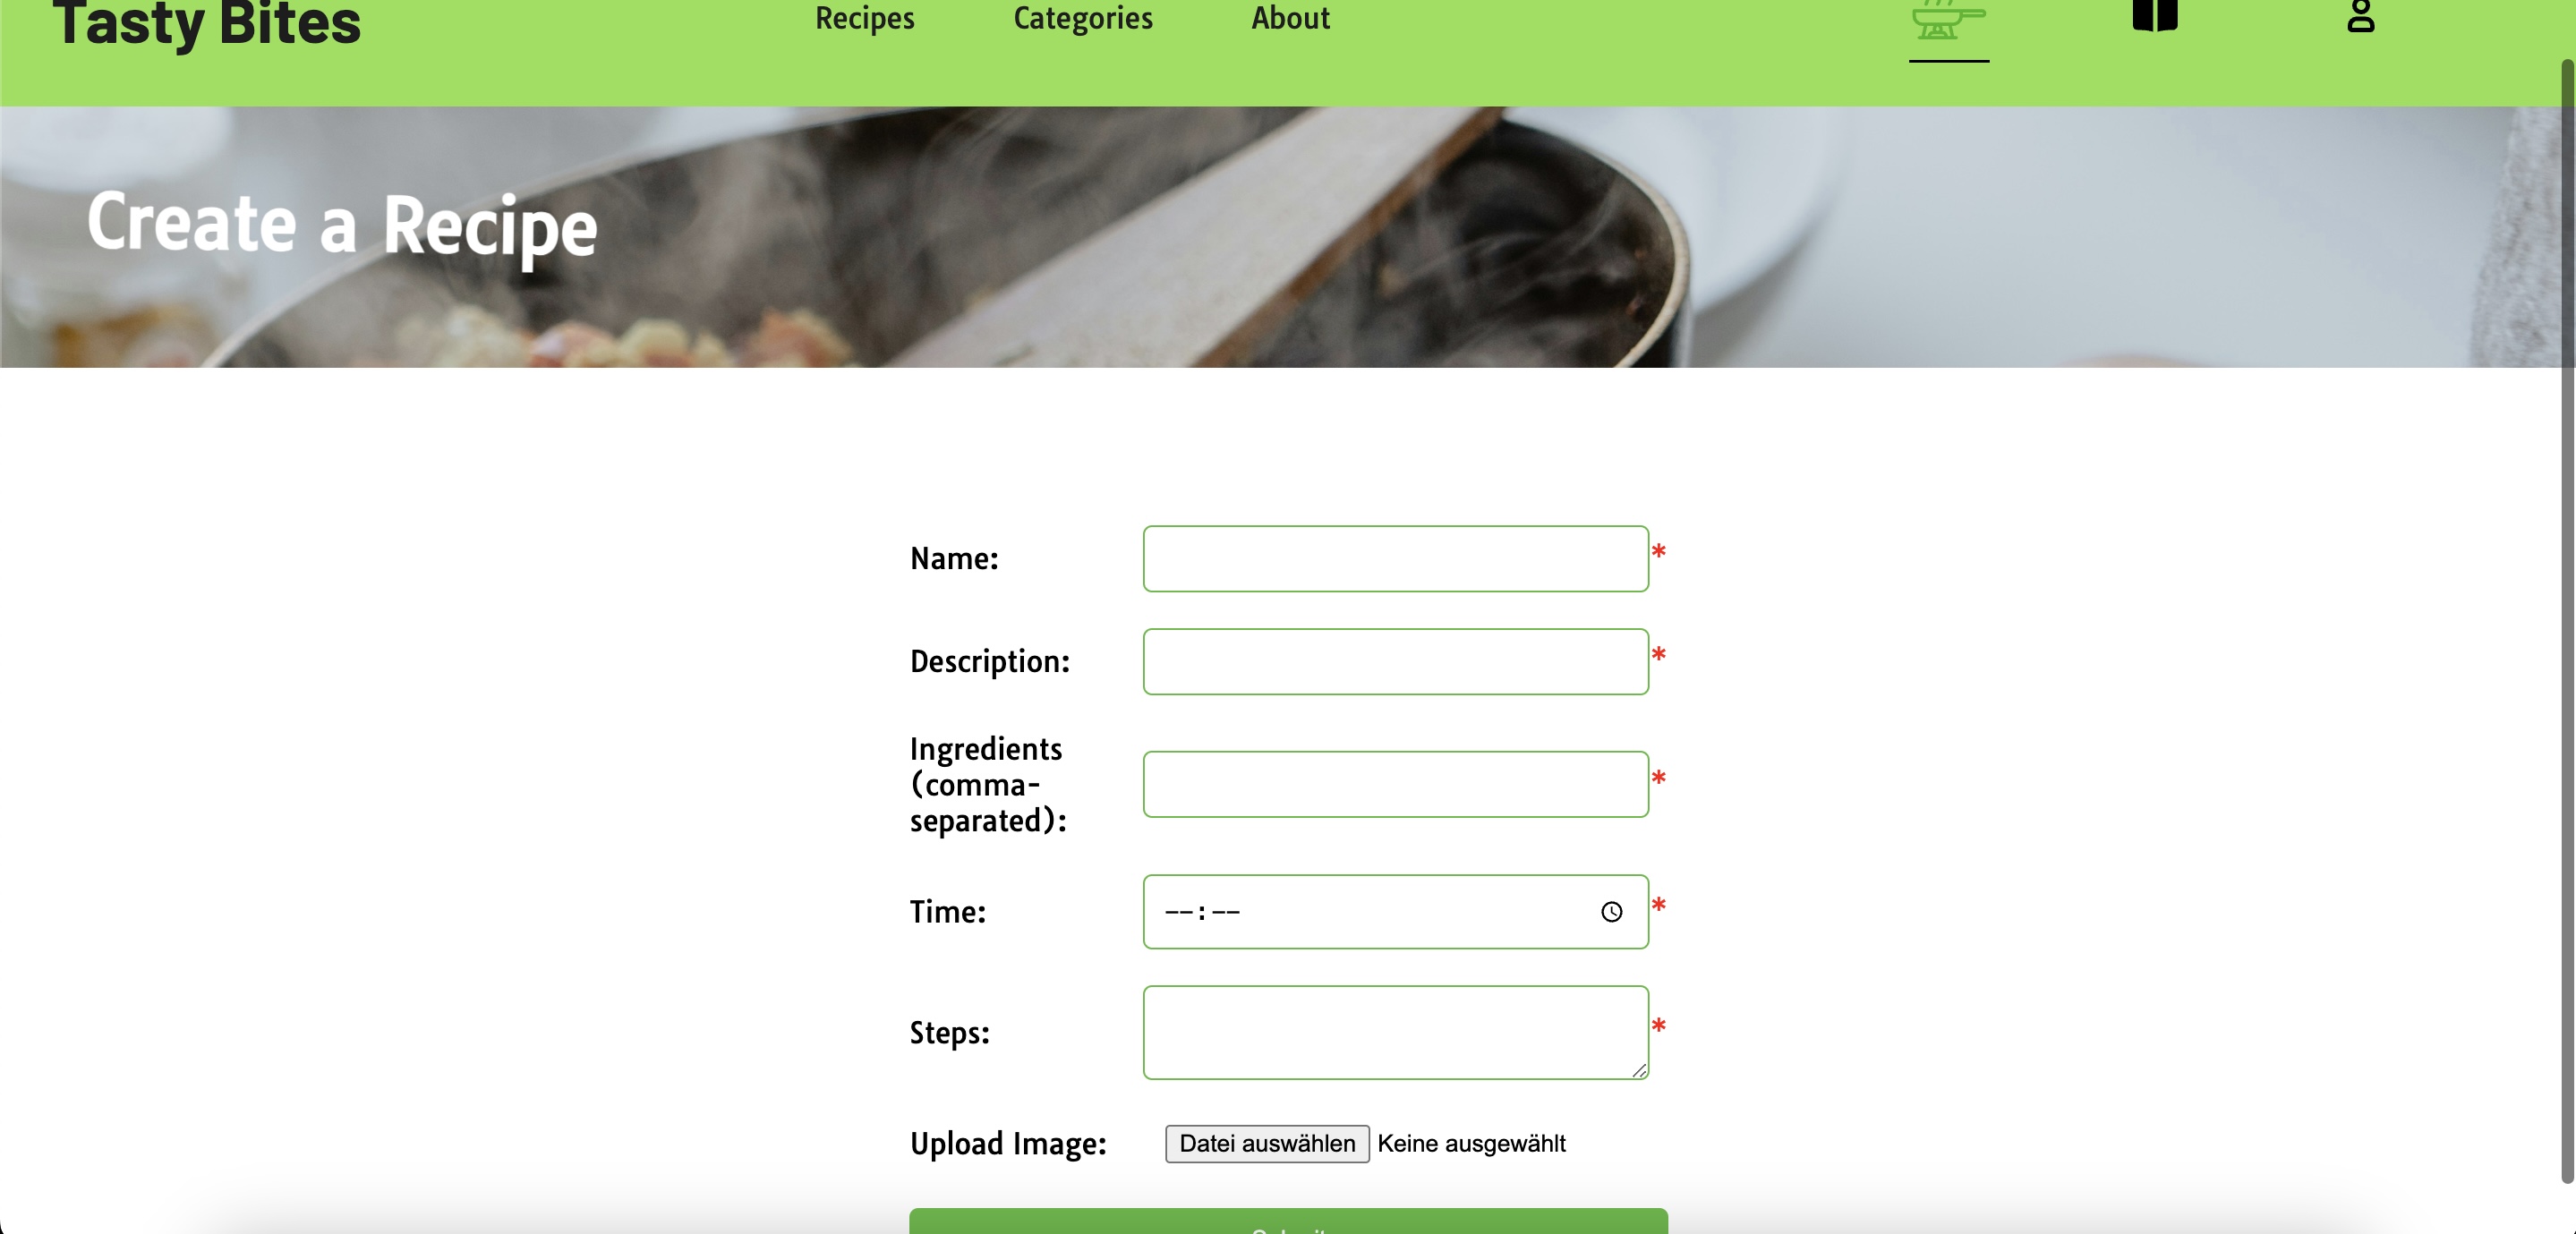 Tasty Bites
Recipes
Categories
About
Create a Recipe
Name:
*
Description:
*
Ingredients
(comma-
separated):
*
Time:
--:--
*
Steps:
*
Upload Image:
Datei auswählen Keine ausgewählt